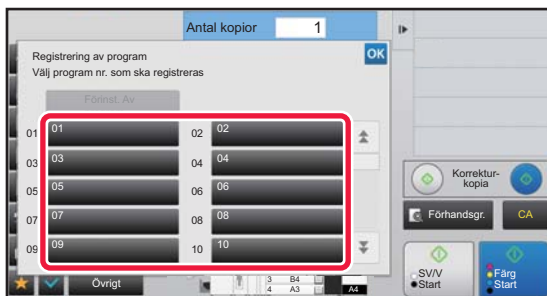 Antal kopior 1
OK
Registrering av program
Välj program nr. som ska registreras
Förinst. Av
01 01 02 02
03 03 04 04
05 05 06 06
07 07 08 08
09 09 10 10
Korrektur-
kopia
Förhandsgr.
CA
Övrigt
3 B4
4 A3
A4
SV/V
Start
Färg
Start